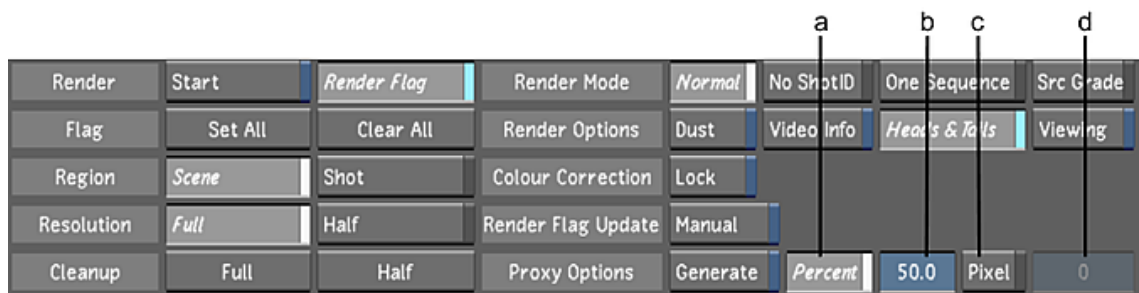 a b c d
Render Start Render Flag Render Mode Normal No ShotID One Sequence Src Grade
Flag Set All Clear All Render Options Dust Video Info Heads & Tails Viewing
Region Scene Shot Colour Correction Lock
Resolution Full Half Render Flag Update Manual
Cleanup Full Half Proxy Options Generate Percent 50.0 Pixel 0